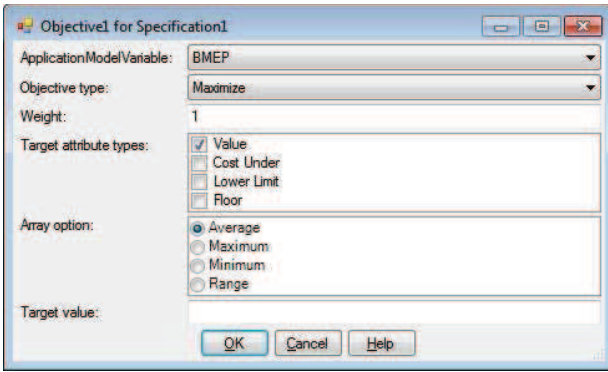 Objective1 for Specification1
ApplicationModelVariable: BMEP
Objective type: Maximize
Weight: 1
Target attribute types: Value
Cost Under
Lower Limit
Floor
Array option: Average
Maximum
Minimum
Range
Target value:
OK Cancel Help